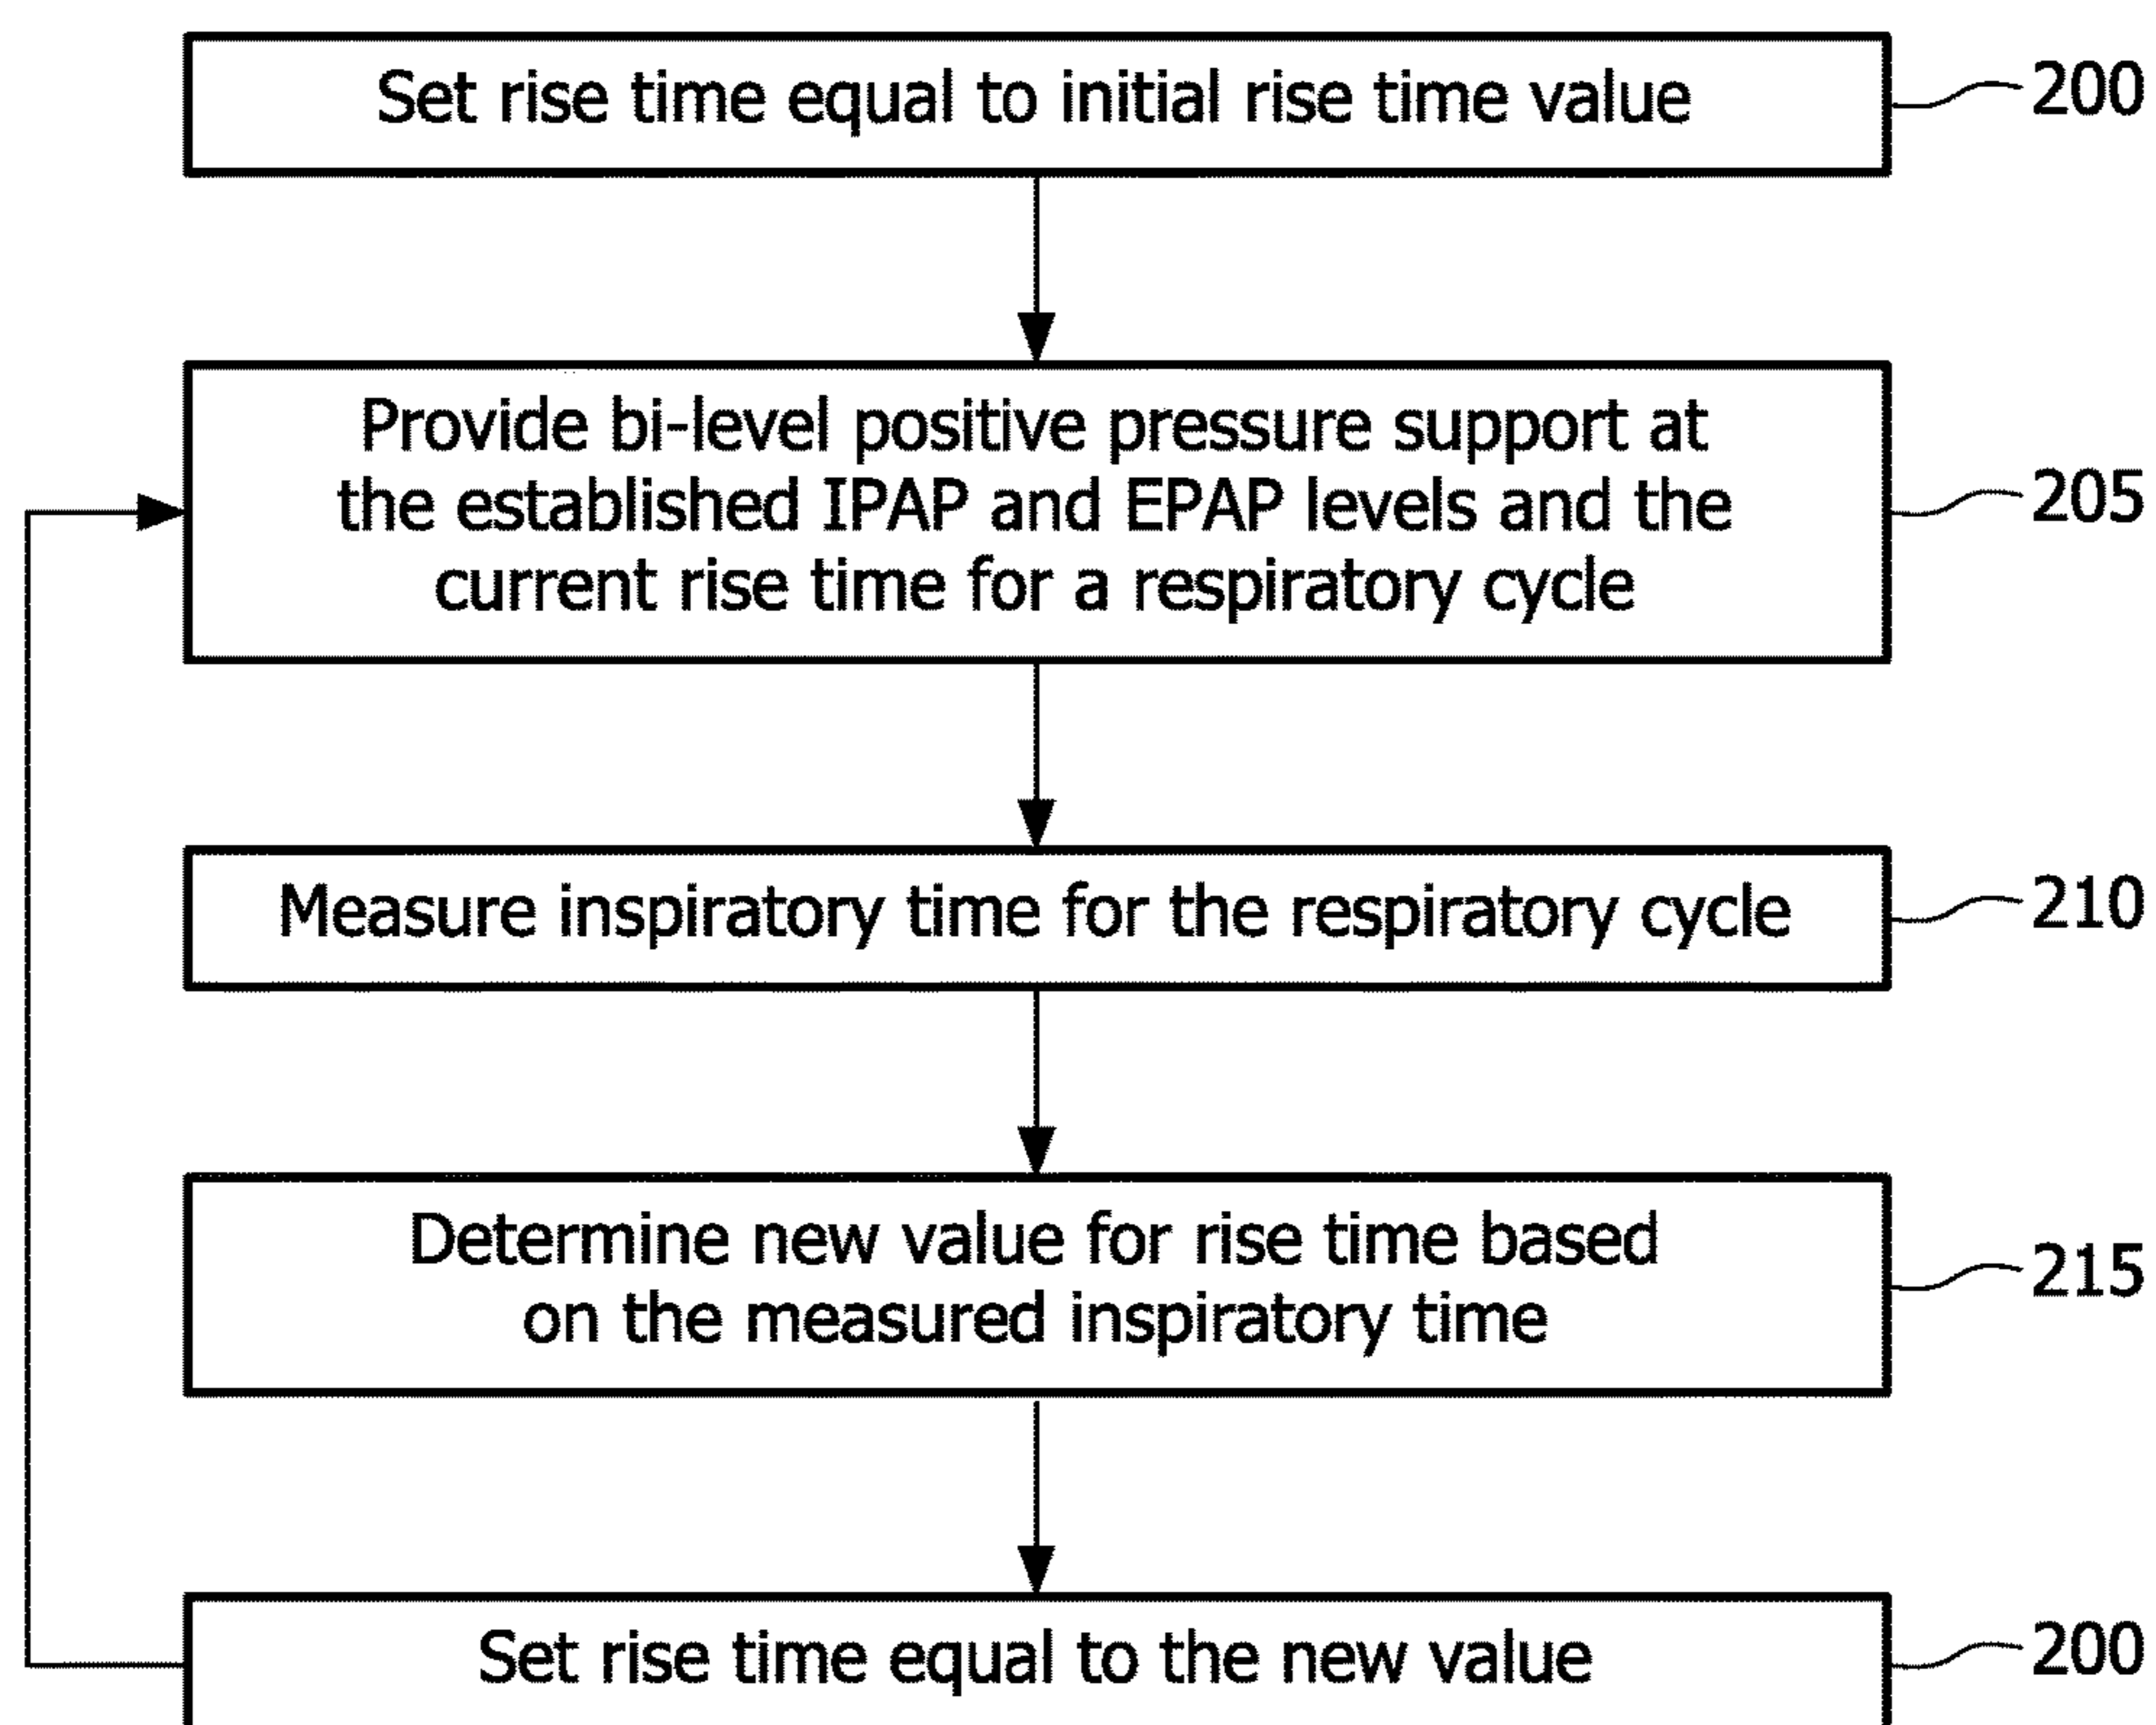 Set rise time equal to initial rise time value
200
Provide bi-level positive pressure support at
the established IPAP and EPAP levels and the
current rise time for a respiratory cycle
205
Measure inspiratory time for the respiratory cycle
210
Determine new value for rise time based
on the measured inspiratory time
215
Set rise time equal to the new value
200